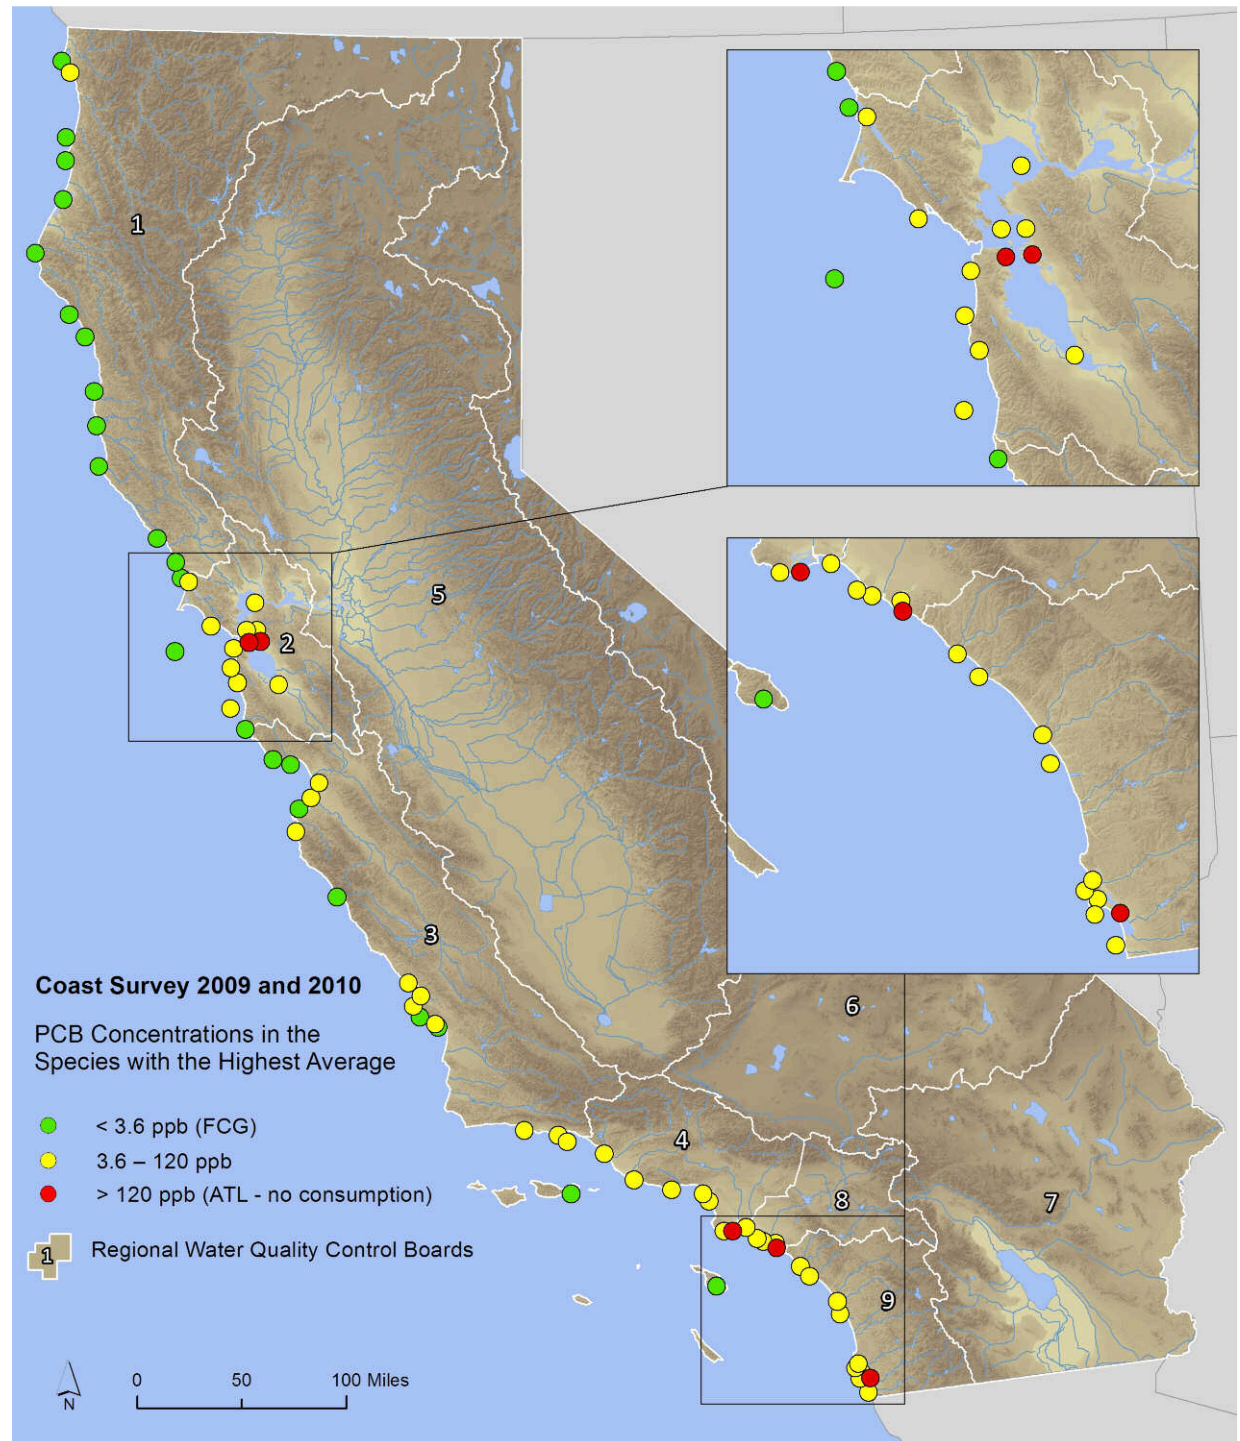 1
2
5
3
6
4
8
7
9
Coast Survey 2009 and 2010
PCB Concentrations in the
Species with the Highest Average
< 3.6 ppb (FCG)
3.6 – 120 ppb
> 120 ppb (ATL - no consumption)
1
Regional Water Quality Control Boards
N
0 50 100 Miles